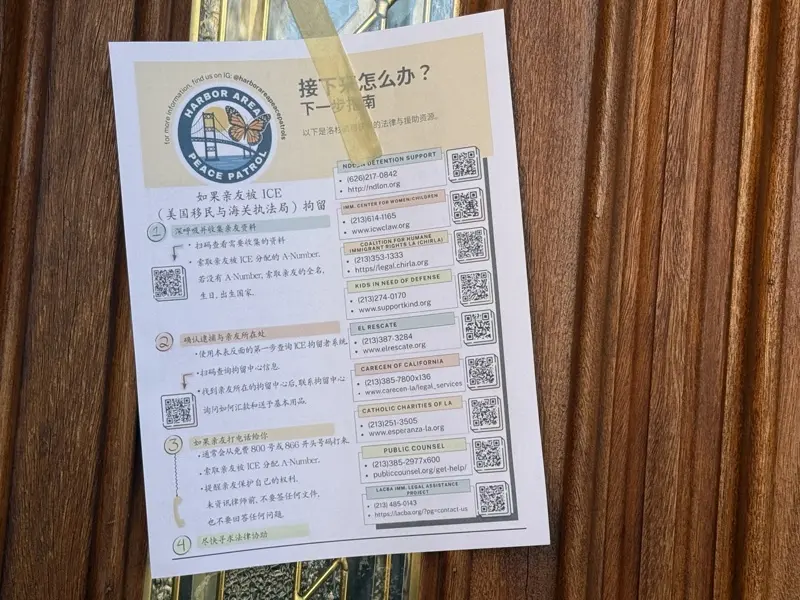 for more information, find us on IG: @harborareapeacepatrols
HARBOR AREA
PEACE PATROL
接下来怎么办？
下一步指南
以下是洛杉
的法律与援助资源。
如果亲友被 ICE
（美国移民与海关执法局）拘留
1 深呼吸并收集亲友资料
扫码查看需要收集的资料
索取亲友被 ICE 分配的 A-Number.
若没有 A-Number, 索取亲友的全名,
生日, 出生国家.
2 确认逮捕与亲友所在处
• 使用本表反面的第一步查询 ICE 拘留者系统
• 扫码查询拘留中心信息.
• 找到亲友所在的拘留中心后, 联系拘留中心
询问如何汇款和送予基本用品.
3 如果亲友打电话给你
• 通常会从免费 800 号或 866 开头号码打来
• 索取亲友被 ICE 分配 A-Number.
• 提醒亲友保护自己的权利.
未资讯律师前, 不要签任何文件,
也不要回答任何问题.
4 尽快寻求法律协助
NDLON DETENTION SUPPORT
• (626)217-0842
• http://ndlon.org
IMM. CENTER FOR WOMEN/CHILDREN
• (213)614-1165
• www.icwclaw.org
COALITION FOR HUMANE
IMMIGRANT RIGHTS LA (CHIRLA)
• (213)353-1333
• https//legal.chirla.org
KIDS IN NEED OF DEFENSE
• (213)274-0170
• www.supportkind.org
EL RESCATE
• (213)387-3284
• www.elrescate.org
CARECEN OF CALIFORNIA
• (213)385-7800x136
• www.carecen-la/legal_services
CATHOLIC CHARITIES OF LA
• (213)251-3505
• www.esperanza-la.org
PUBLIC COUNSEL
• (213)385-2977x600
• publiccounsel.org/get-help/
LACBA IMM. LEGAL ASSISTANCE
PROJECT
• (213) 485-0143
• https://lacba.org/?pg=contact-us